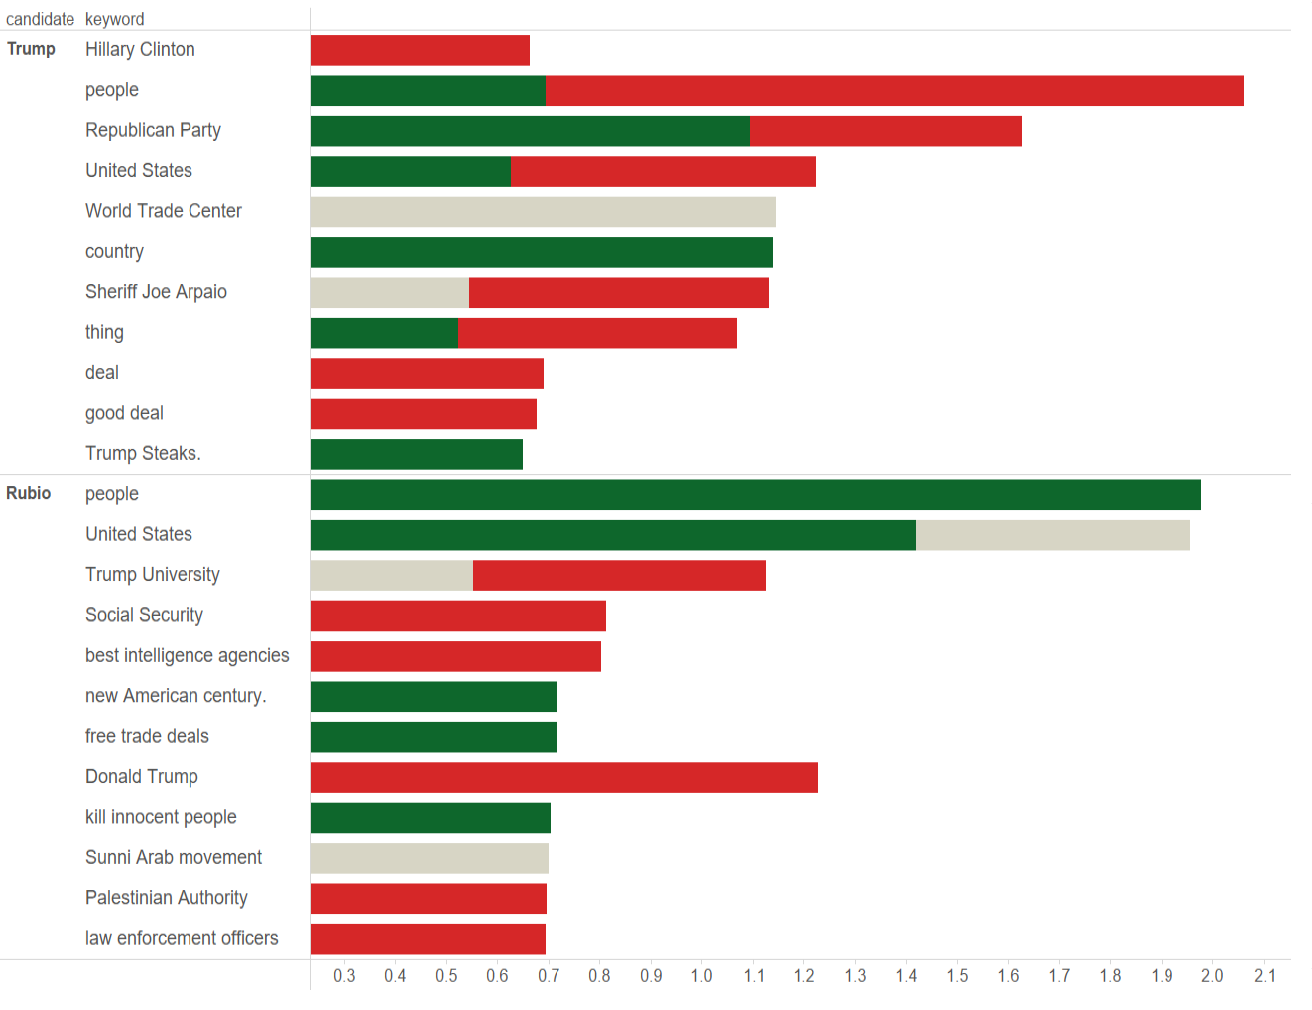 candidate keyword
Trump Hillary Clinton
people
Republican Party
United States
World Trade Center
country
Sheriff Joe Arpaio
thing
deal
good deal
Trump Steaks.
Rubio people
United States
Trump University
Social Security
best intelligence agencies
new American century.
free trade deals
Donald Trump
kill innocent people
Sunni Arab movement
Palestinian Authority
law enforcement officers
0.3 0.4 0.5 0.6 0.7 0.8 0.9 1.0 1.1 1.2 1.3 1.4 1.5 1.6 1.7 1.8 1.9 2.0 2.1